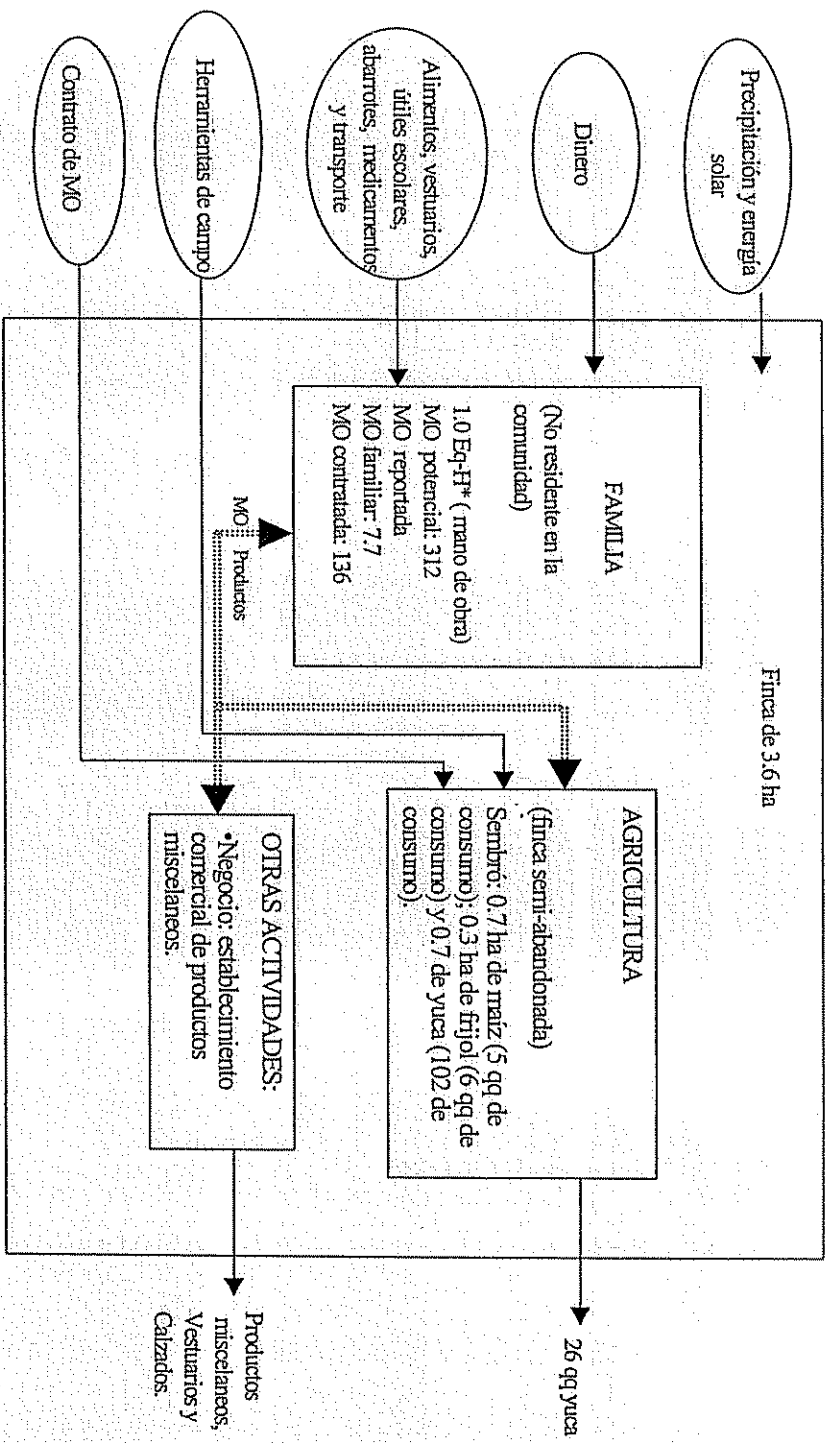 Finca de 3.6 ha
Precipitación y energía
solar
Dinero
Alimentos, vestuarios,
útiles escolares,
abarrotes, medicamentos
y transporte
Herramientas de campo
Contrato de MO
FAMILIA
(No residente en la
comunidad)
1.0 Eq-H* ( mano de obra)
MO potencial: 312
MO reportada
MO familiar: 7.7
MO contratada: 136
MO
Productos
AGRICULTURA
(finca semi-abandonada)
Sembró: 0.7 ha de maíz (5 qq de
consumo); 0.3 ha de frijol (6 qq de
consumo) y 0.7 de yuca (102 de
consumo).
OTRAS ACTIVIDADES:
•Negocio: establecimiento
comercial de productos
miscelaneos.
26 qq yuca
Productos
miscelaneos,
Vestuarios y
Calzados.